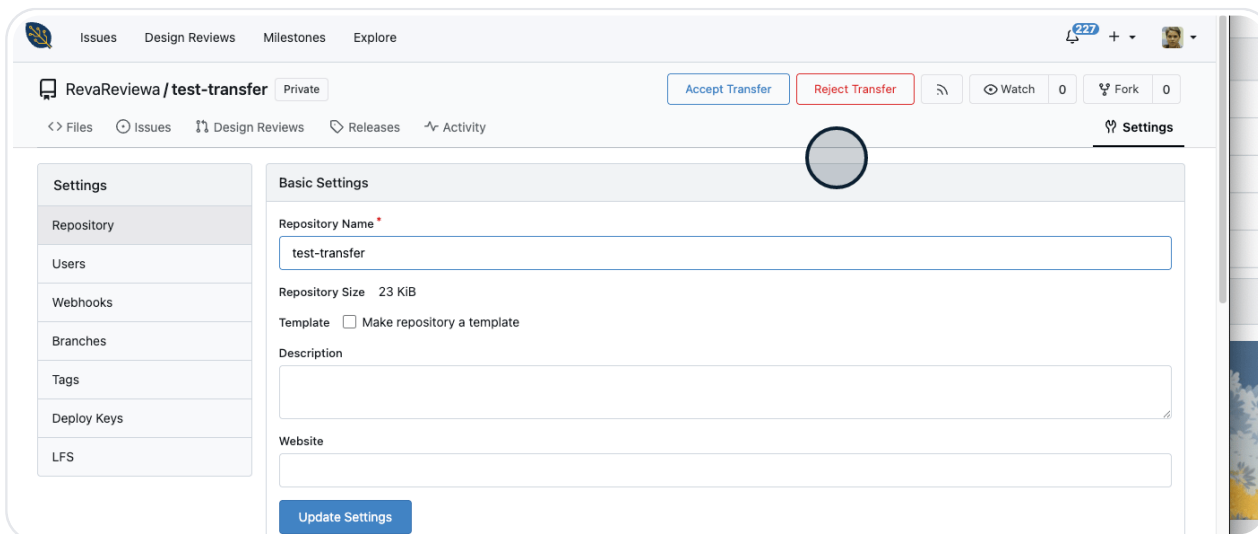 Issues Design Reviews Milestones Explore 227
RevaReviewa / test-transfer Private Accept Transfer Reject Transfer Watch 0 Fork 0
Files Issues Design Reviews Releases Activity Settings
Settings
Repository
Users
Webhooks
Branches
Tags
Deploy Keys
LFS
Basic Settings
Repository Name *
test-transfer
Repository Size 23 KiB
Template Make repository a template
Description
Website
Update Settings